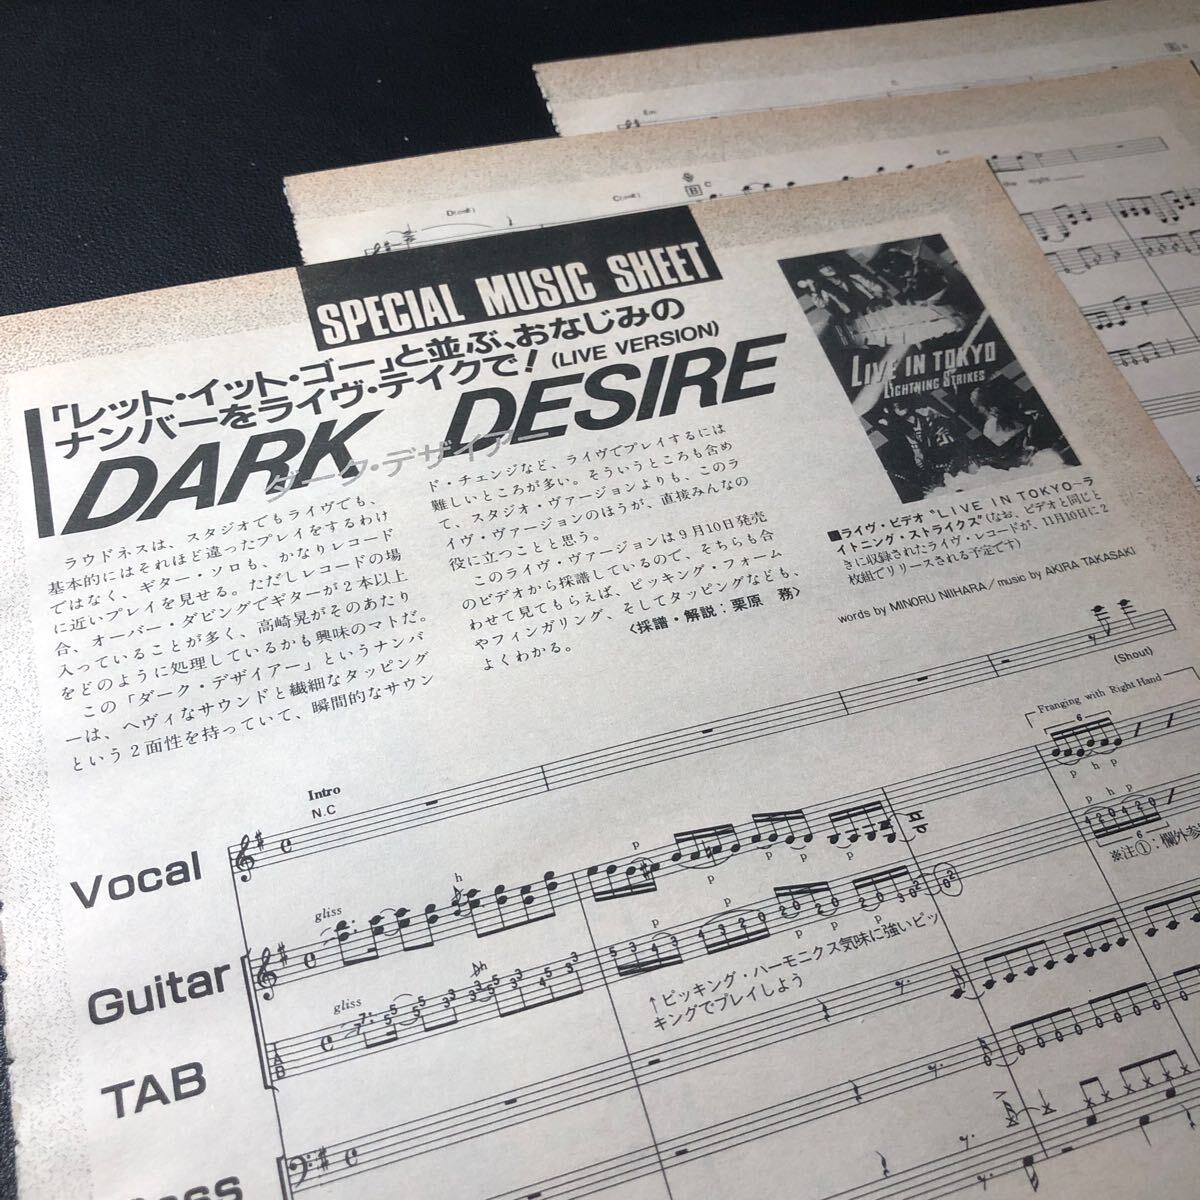 SPECIAL MUSIC SHEET
「レット・イット・ゴー」と並ぶ、おなじみの
ナンバーをライヴ・テイクで!(LIVE VERSION)
DARK DESIRE
ダーク・デザイアー
ラウドネスは、スタジオでもライヴでも、
基本的にはそれほど違ったプレイをするわけ
ではなく、ギター・ソロも、かなりレコード
に近いプレイを見せる。ただしレコードの場
合、オーバー・ダビングでギターが2本以上
入っていることが多く、高崎晃がそのあたり
をどのように処理しているかも興味のマトだ。
この「ダーク・デザイアー」というナンバ
ーは、ヘヴィなサウンドと繊細なタッピング
という2面性を持っていて、瞬間的なサウン
ド・チェンジなど、ライヴでプレイするには
難しいところが多い。そういうところも含め
て、スタジオ・ヴァージョンよりも、このラ
イヴ・ヴァージョンのほうが、直接みんなの
役に立つことと思う。
このライヴ・ヴァージョンは9月10日発売
のビデオから採譜しているので、そちらも合
わせて見てもらえば、ピッキング・フォーム
やフィンガリング、そしてタッピングなども、
よくわかる。
〈採譜・解説:栗原 務〉
LIVE IN TOKYO
LIGHTNING STRIKES
■ライヴ・ビデオ“LIVE IN TOKYO-ラ
イトニング・ストライクス”(なお、ビデオと同じと
きに収録されたライヴ・レコードが、11月10日に2
枚組でリリースされる予定です)
words by MINORU NIIHARA/music by AKIRA TAKASAKI
(Shout)
Franging with Right Hand
Intro
N.C
Vocal
gliss
h
p
Guitar
gliss
TAB
↑ピッキング・ハーモニクス気味に強いピッ
キングでプレイしよう
※注①:欄外参
the night
Em